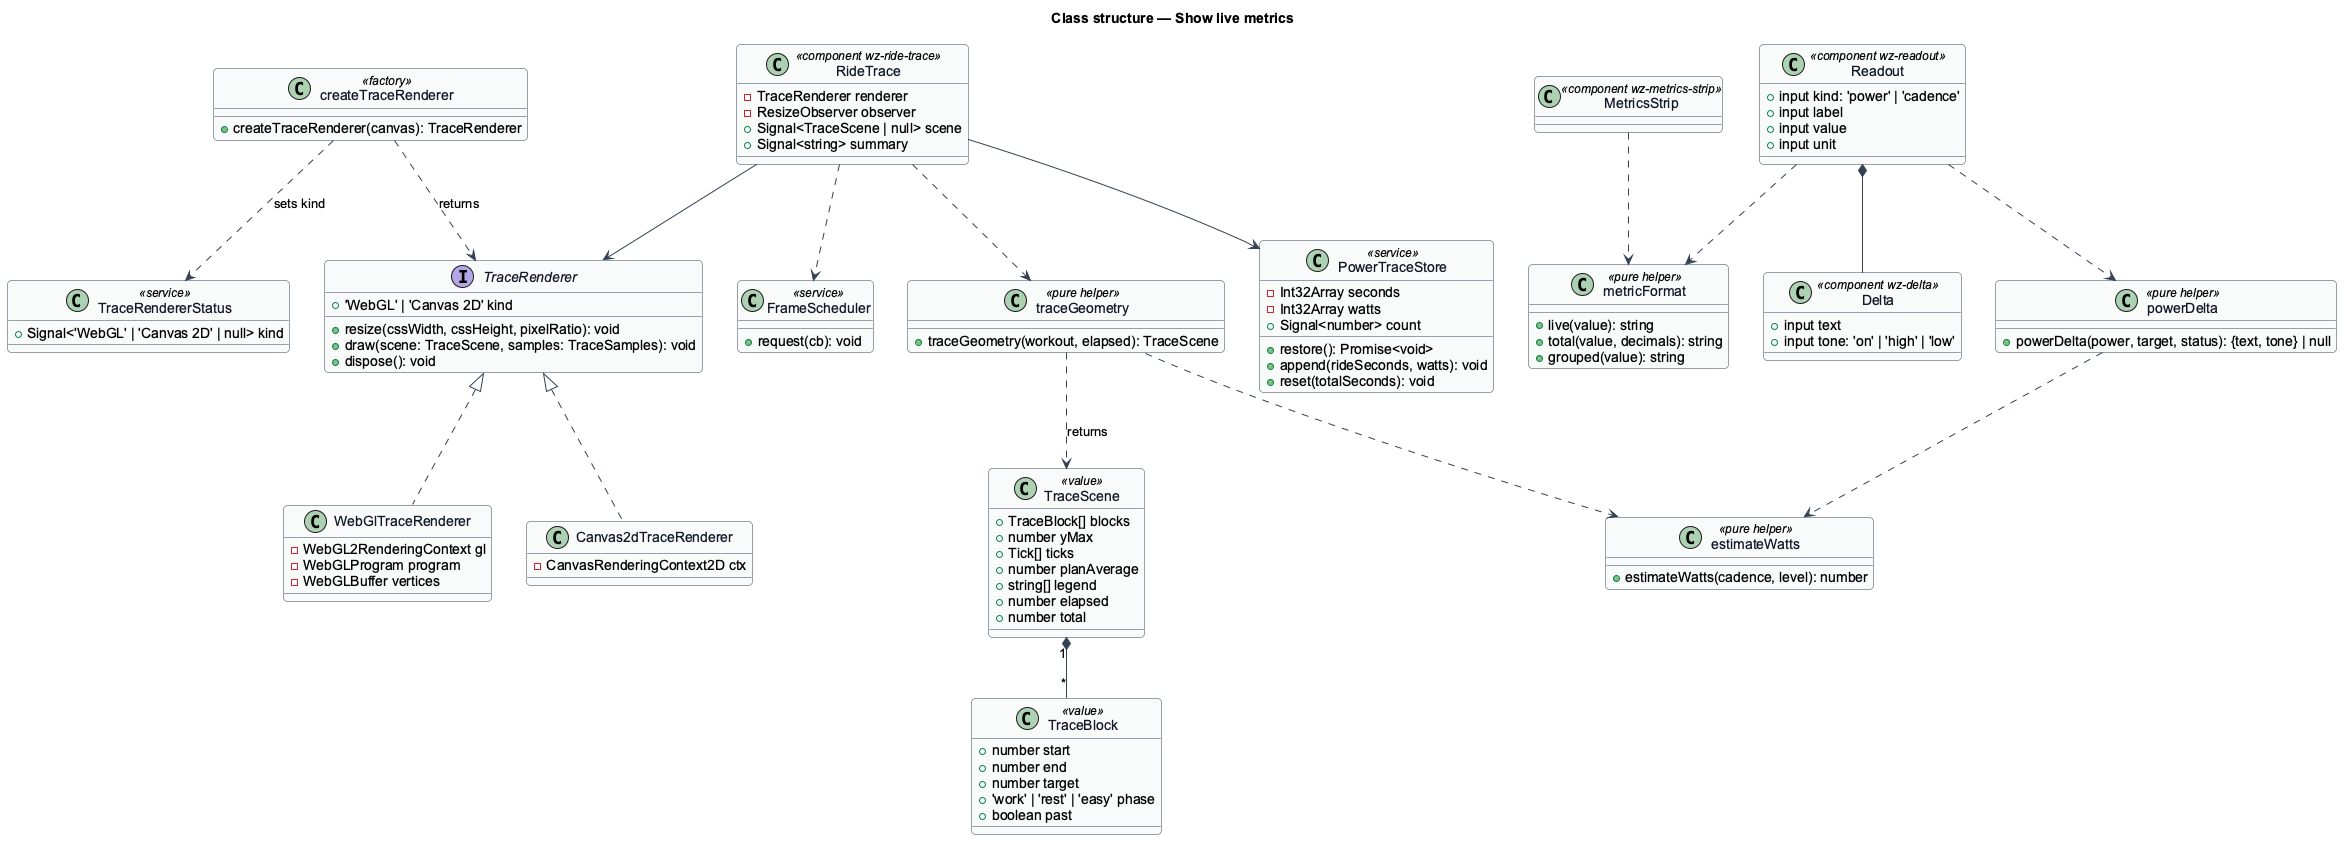 Class structure — Show live metrics
«factory»
createTraceRenderer
createTraceRenderer(canvas): TraceRenderer
«component wz-ride-trace»
RideTrace
TraceRenderer renderer
ResizeObserver observer
Signal<TraceScene | null> scene
Signal<string> summary
«component wz-metrics-strip»
MetricsStrip
«component wz-readout»
Readout
input kind: 'power' | 'cadence'
input label
input value
input unit
sets kind
returns
«service»
TraceRendererStatus
Signal<'WebGL' | 'Canvas 2D' | null> kind
TraceRenderer
'WebGL' | 'Canvas 2D' kind
resize(cssWidth, cssHeight, pixelRatio): void
draw(scene: TraceScene, samples: TraceSamples): void
dispose(): void
«service»
FrameScheduler
request(cb): void
«pure helper»
traceGeometry
traceGeometry(workout, elapsed): TraceScene
«service»
PowerTraceStore
Int32Array seconds
Int32Array watts
Signal<number> count
restore(): Promise<void>
append(rideSeconds, watts): void
reset(totalSeconds): void
«pure helper»
metricFormat
live(value): string
total(value, decimals): string
grouped(value): string
«component wz-delta»
Delta
input text
input tone: 'on' | 'high' | 'low'
«pure helper»
powerDelta
powerDelta(power, target, status): {text, tone} | null
returns
WebGlTraceRenderer
WebGL2RenderingContext gl
WebGLProgram program
WebGLBuffer vertices
Canvas2dTraceRenderer
CanvasRenderingContext2D ctx
«value»
TraceScene
TraceBlock[] blocks
number yMax
Tick[] ticks
number planAverage
string[] legend
number elapsed
number total
«pure helper»
estimateWatts
estimateWatts(cadence, level): number
1
*
«value»
TraceBlock
number start
number end
number target
'work' | 'rest' | 'easy' phase
boolean past